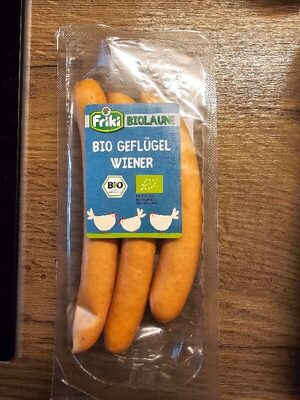 Friki BIOLAUNE
BIO GEFLÜGEL
WIENER
BIO